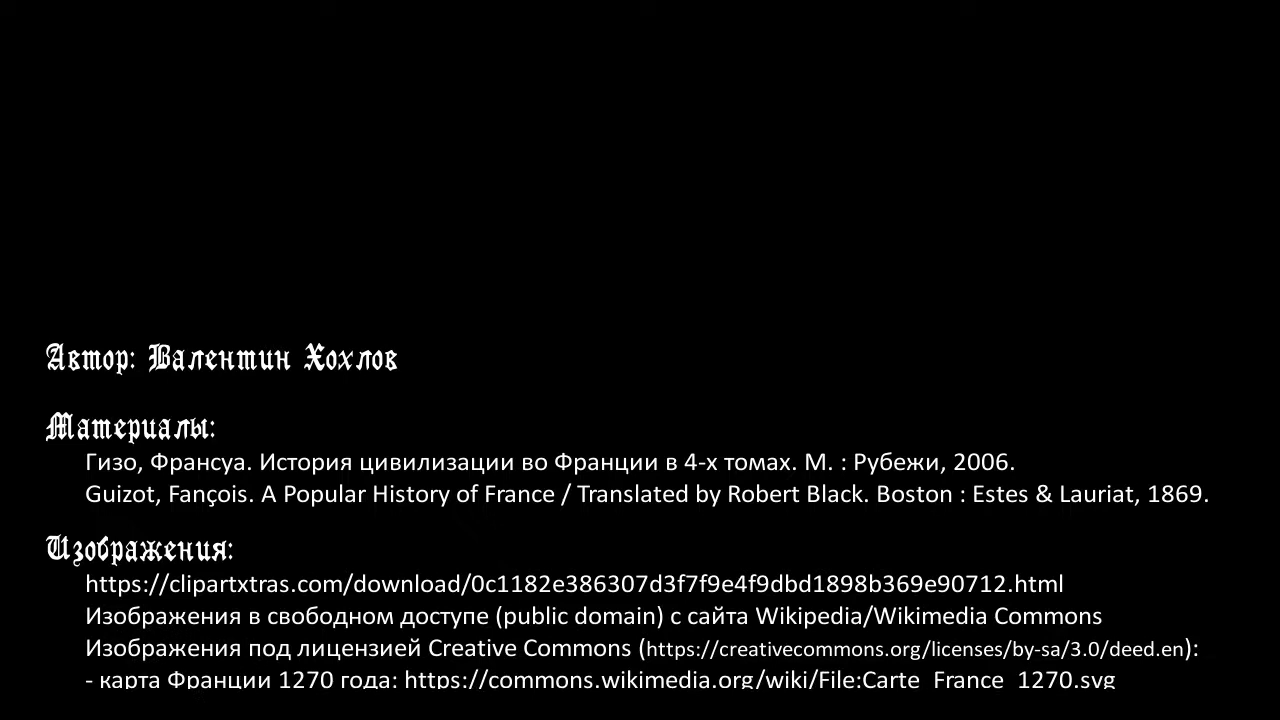 Автор: Валентин Хохлов
Материалы:
Гизо, Франсуа. История цивилизации во Франции в 4-х томах. М. : Рубежи, 2006.
Guizot, Fançois. A Popular History of France / Translated by Robert Black. Boston : Estes & Lauriat, 1869.
Изображения:
https://clipartxtras.com/download/0c1182e386307d3f7f9e4f9dbd1898b369e90712.html
Изображения в свободном доступе (public domain) с сайта Wikipedia/Wikimedia Commons
Изображения под лицензией Creative Commons (https://creativecommons.org/licenses/by-sa/3.0/deed.en):
- карта Франции 1270 года: https://commons.wikimedia.org/wiki/File:Carte_France_1270.svg